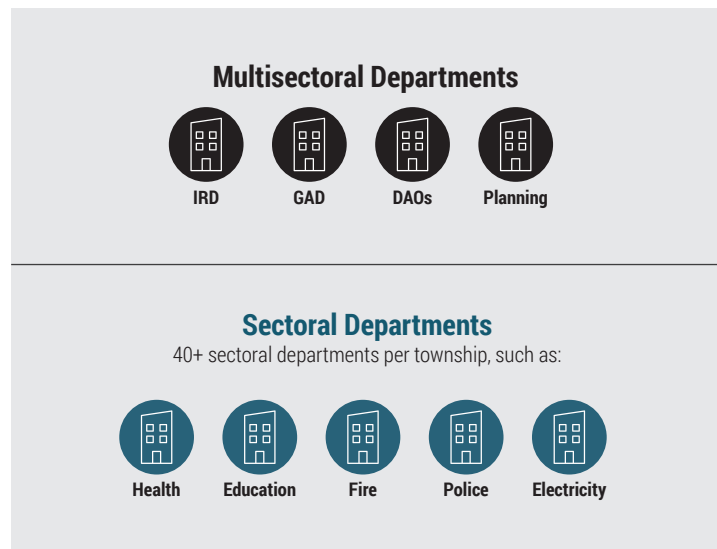 Multisectoral Departments
IRD GAD DAOs Planning
Sectoral Departments
40+ sectoral departments per township, such as:
Health Education Fire Police Electricity